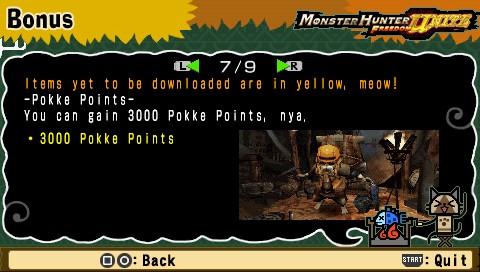 Bonus
MONSTER HUNTER
FREEDOM UNITE
L 7/9 R
Items yet to be downloaded are in yellow, meow!
-Pokke Points-
You can gain 3000 Pokke Points, nya.
・3000 Pokke Points
□○: Back
START: Quit